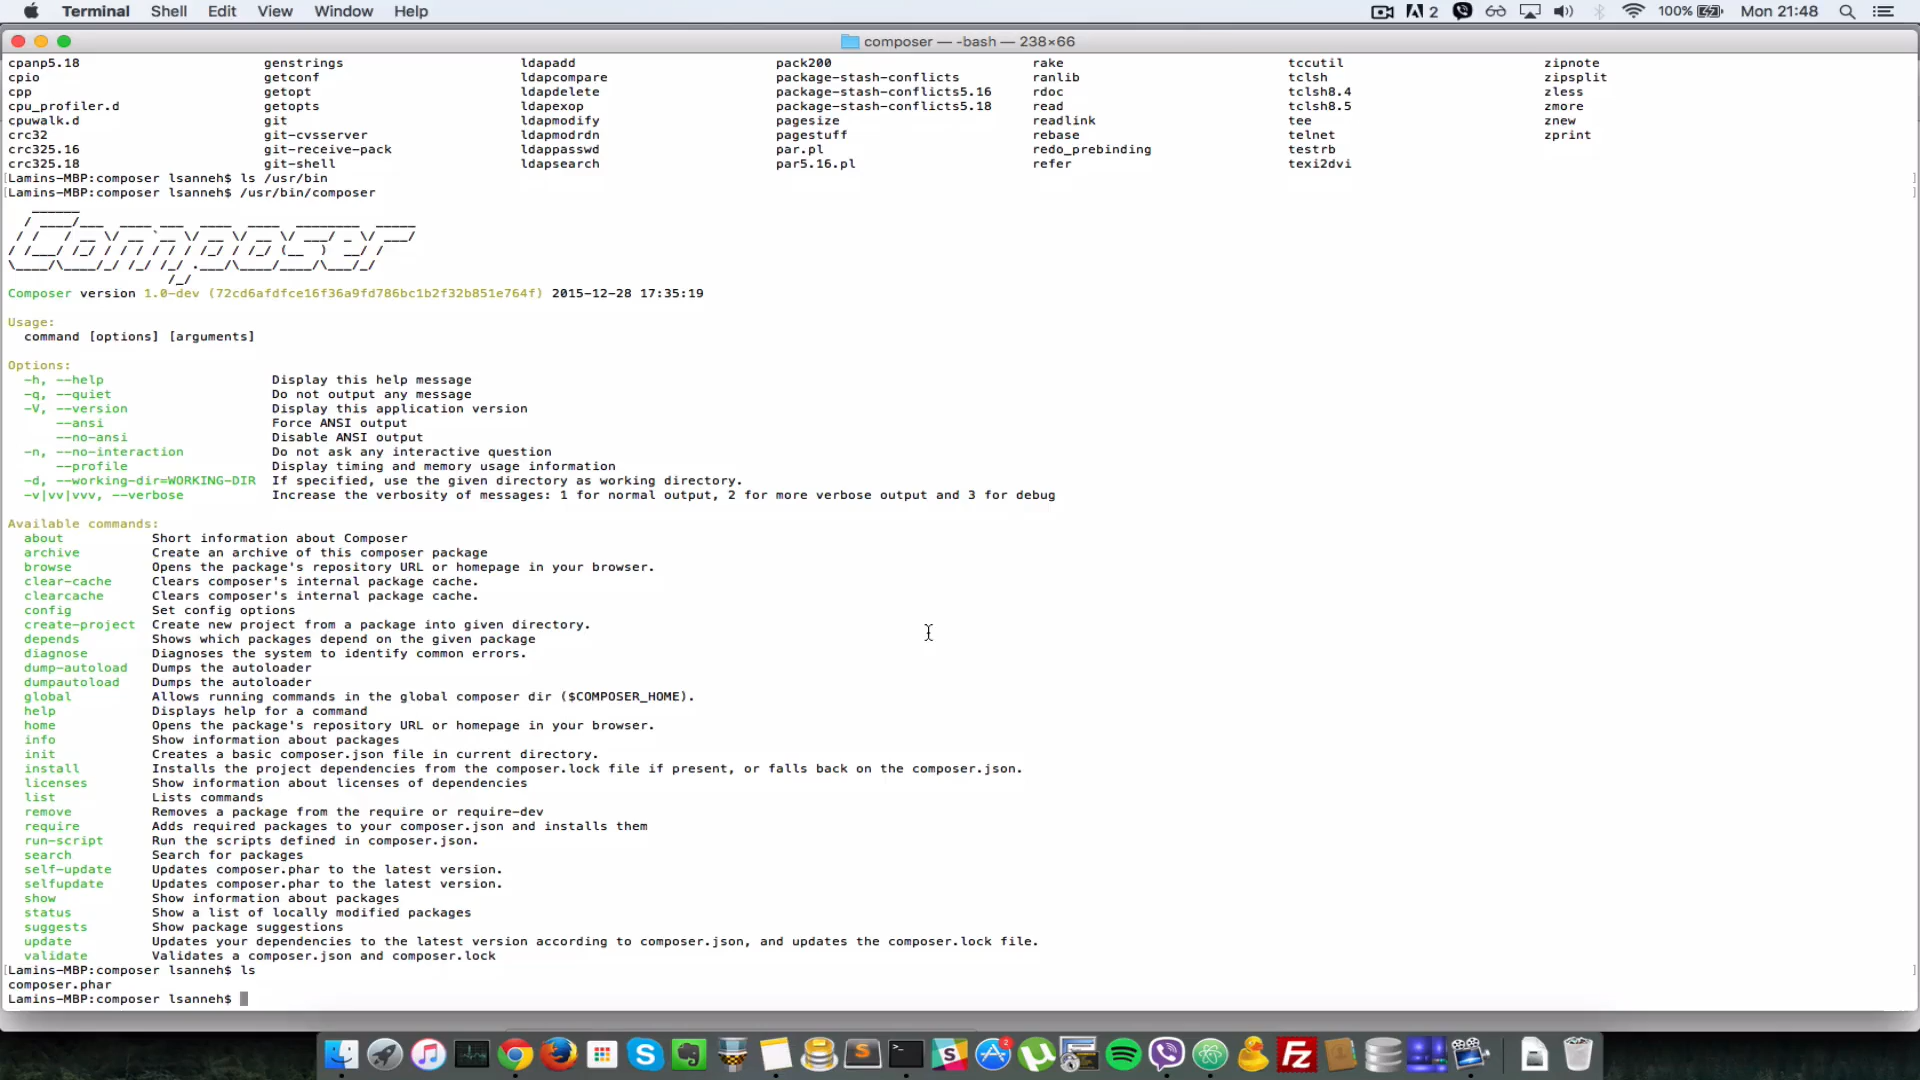 Terminal Shell Edit View Window Help 2 100% Mon 21:48
composer — -bash — 238×66
cpanp5.18 genstrings ldapadd pack200 rake tccutil zipnote
cpio getconf ldapcompare package-stash-conflicts ranlib tclsh zipsplit
cpp getopt ldapdelete package-stash-conflicts5.16 rdoc tclsh8.4 zless
cpu_profiler.d getopts ldapexop package-stash-conflicts5.18 read tclsh8.5 zmore
cpuwalk.d git ldapmodify pagesize readlink tee znew
crc32 git-cvsserver ldapmodrdn pagestuff rebase telnet zprint
crc325.16 git-receive-pack ldappasswd par.pl redo_prebinding testrb
crc325.18 git-shell ldapsearch par5.16.pl refer texi2dvi
[Lamins-MBP:composer lsanneh$ ls /usr/bin ]
[Lamins-MBP:composer lsanneh$ /usr/bin/composer ]
Composer
Composer version 1.0-dev (72cd6afdfce16f36a9fd786bc1b2f32b851e764f) 2015-12-28 17:35:19
Usage:
command [options] [arguments]
Options:
-h, --help Display this help message
-q, --quiet Do not output any message
-V, --version Display this application version
--ansi Force ANSI output
--no-ansi Disable ANSI output
-n, --no-interaction Do not ask any interactive question
--profile Display timing and memory usage information
-d, --working-dir=WORKING-DIR If specified, use the given directory as working directory.
-v|vv|vvv, --verbose Increase the verbosity of messages: 1 for normal output, 2 for more verbose output and 3 for debug
Available commands:
about Short information about Composer
archive Create an archive of this composer package
browse Opens the package's repository URL or homepage in your browser.
clear-cache Clears composer's internal package cache.
clearcache Clears composer's internal package cache.
config Set config options
create-project Create new project from a package into given directory.
depends Shows which packages depend on the given package
diagnose Diagnoses the system to identify common errors.
dump-autoload Dumps the autoloader
dumpautoload Dumps the autoloader
global Allows running commands in the global composer dir ($COMPOSER_HOME).
help Displays help for a command
home Opens the package's repository URL or homepage in your browser.
info Show information about packages
init Creates a basic composer.json file in current directory.
install Installs the project dependencies from the composer.lock file if present, or falls back on the composer.json.
licenses Show information about licenses of dependencies
list Lists commands
remove Removes a package from the require or require-dev
require Adds required packages to your composer.json and installs them
run-script Run the scripts defined in composer.json.
search Search for packages
self-update Updates composer.phar to the latest version.
selfupdate Updates composer.phar to the latest version.
show Show information about packages
status Show a list of locally modified packages
suggests Show package suggestions
update Updates your dependencies to the latest version according to composer.json, and updates the composer.lock file.
validate Validates a composer.json and composer.lock
[Lamins-MBP:composer lsanneh$ ls ]
composer.phar
Lamins-MBP:composer lsanneh$